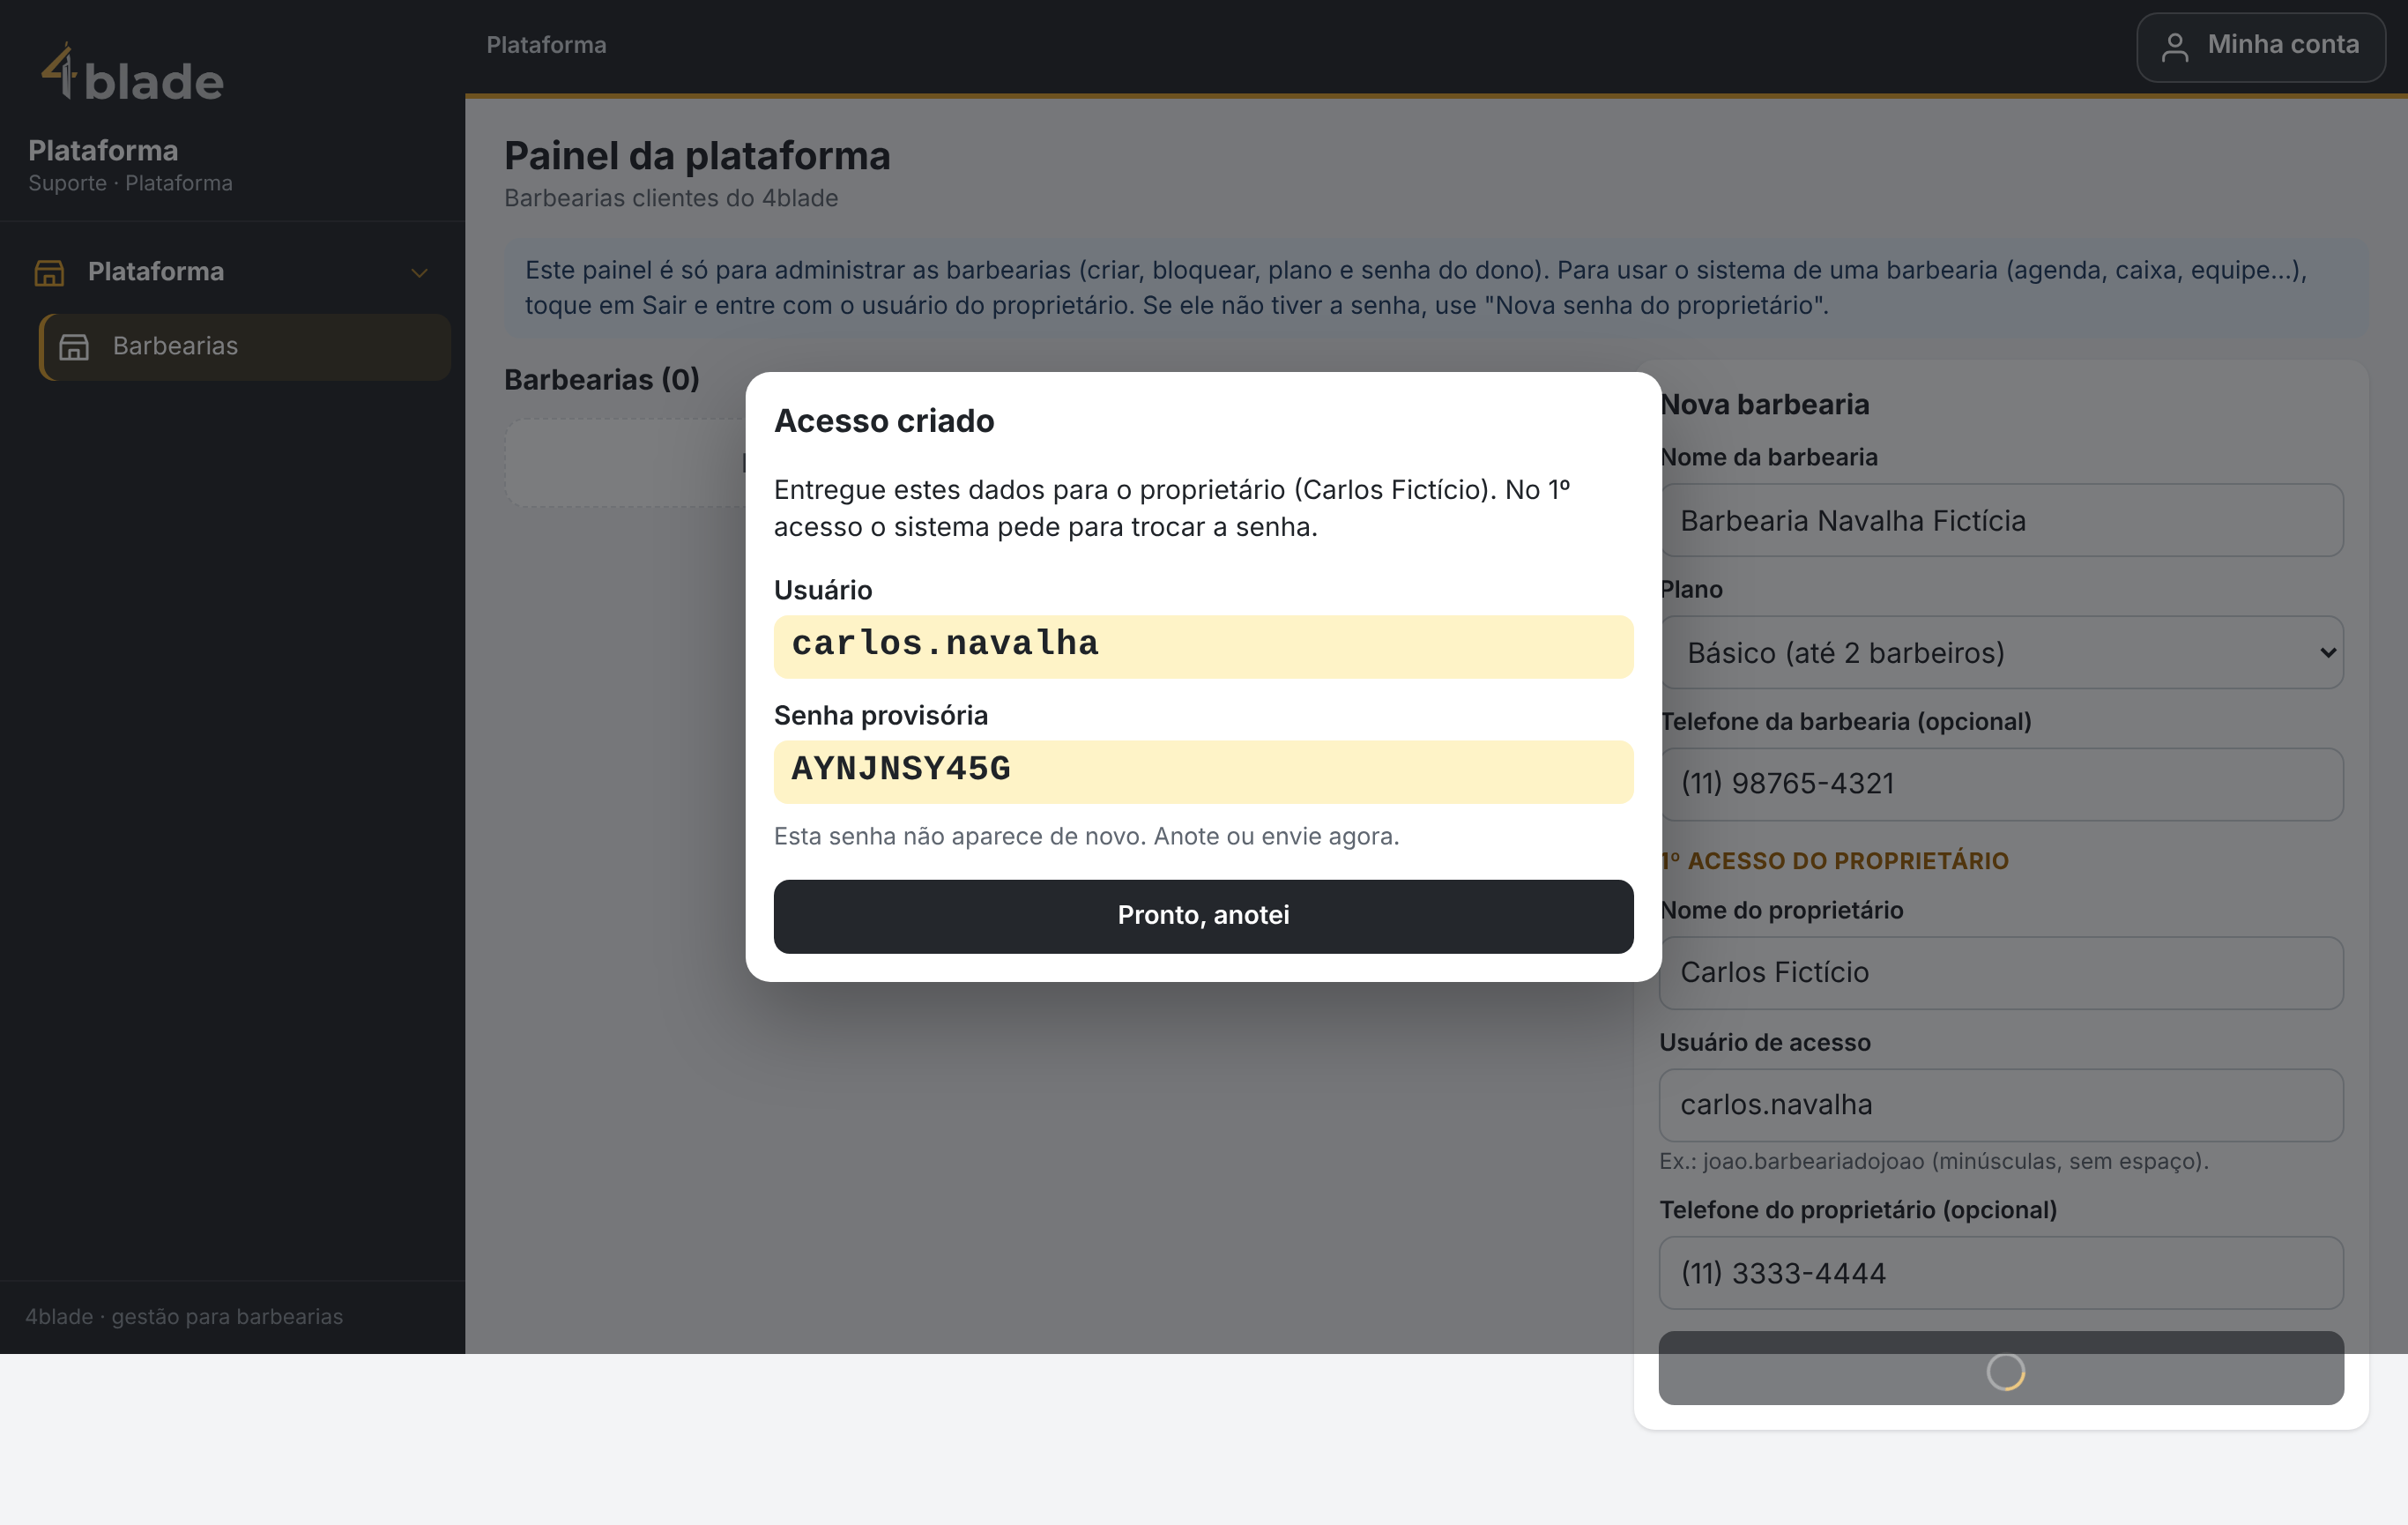 4blade
Plataforma
Suporte · Plataforma
Plataforma
Barbearias
4blade · gestão para barbearias
Plataforma
Minha conta
Painel da plataforma
Barbearias clientes do 4blade
Este painel é só para administrar as barbearias (criar, bloquear, plano e senha do dono). Para usar o sistema de uma barbearia (agenda, caixa, equipe...),
toque em Sair e entre com o usuário do proprietário. Se ele não tiver a senha, use "Nova senha do proprietário".
Barbearias (0)
Acesso criado
Entregue estes dados para o proprietário (Carlos Fictício). No 1º
acesso o sistema pede para trocar a senha.
Usuário
carlos.navalha
Senha provisória
AYNJNSY45G
Esta senha não aparece de novo. Anote ou envie agora.
Pronto, anotei
Nova barbearia
Nome da barbearia
Barbearia Navalha Fictícia
Plano
Básico (até 2 barbeiros)
Telefone da barbearia (opcional)
(11) 98765-4321
1º ACESSO DO PROPRIETÁRIO
Nome do proprietário
Carlos Fictício
Usuário de acesso
carlos.navalha
Ex.: joao.barbeariadojoao (minúsculas, sem espaço).
Telefone do proprietário (opcional)
(11) 3333-4444